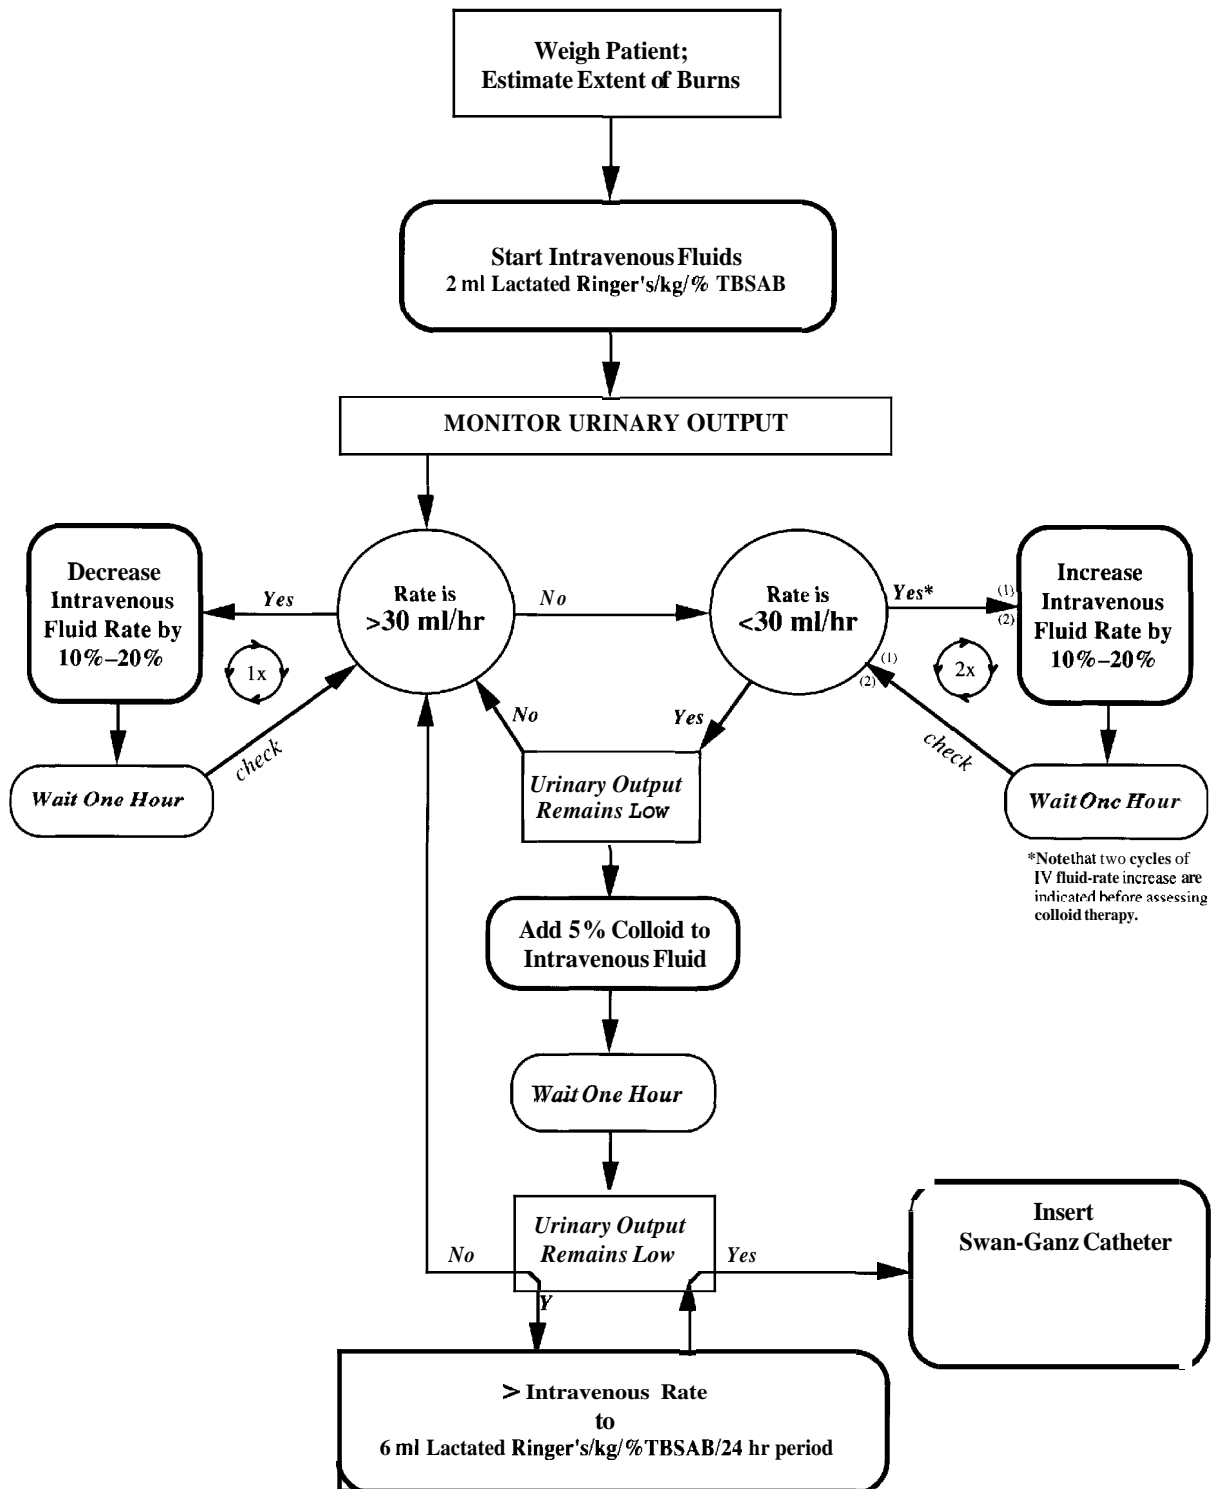 Weigh Patient;
Estimate Extent of Burns
Start Intravenous Fluids
2 ml Lactated Ringer's/kg/% TBSAB
MONITOR URINARY OUTPUT
Decrease
Intravenous
Fluid Rate by
10%–20%
Yes
1x
Wait One Hour
check
Rate is
>30 ml/hr
No
Rate is
<30 ml/hr
Yes*
(1)
(2)
Increase
Intravenous
Fluid Rate by
10%–20%
(1)
(2)
2x
check
Wait Onc Hour
*Note that two cycles of
IV fluid-rate increase are
indicated before assessing
colloid therapy.
No
Yes
Urinary Output
Remains Low
Add 5% Colloid to
Intravenous Fluid
Wait One Hour
Urinary Output
Remains Low
No
Yes
Y
Insert
Swan-Ganz Catheter
> Intravenous Rate
to
6 ml Lactated Ringer's/kg/%TBSAB/24 hr period